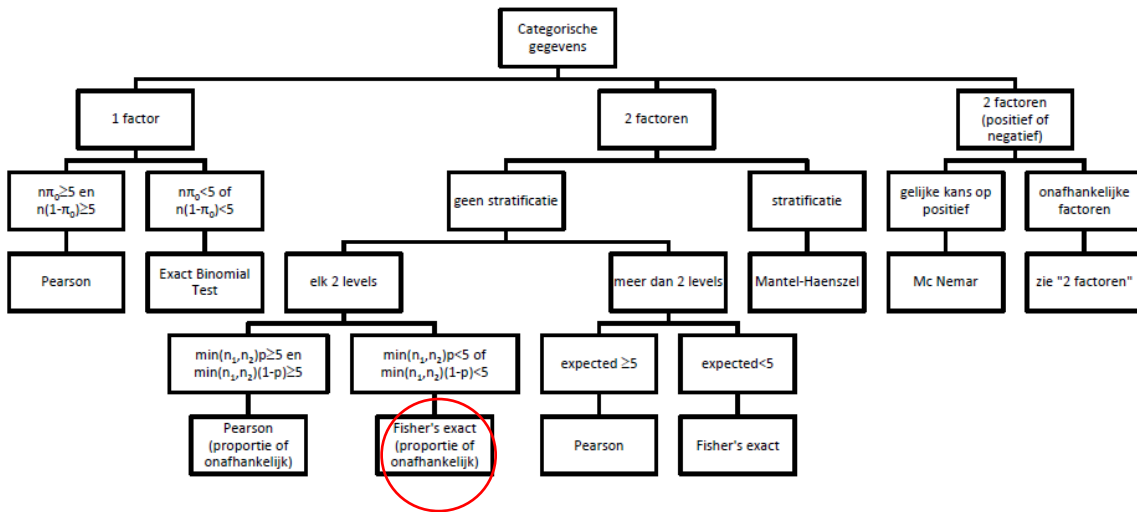 Categorische
gegevens
1 factor
2 factoren
2 factoren
(positief of
negatief)
nπ₀≥5 en
n(1-π₀)≥5
nπ₀<5 of
n(1-π₀)<5
geen stratificatie
stratificatie
gelijke kans op
positief
onafhankelijke
factoren
Pearson
Exact Binomial
Test
elk 2 levels
meer dan 2 levels
Mantel-Haenszel
Mc Nemar
zie "2 factoren"
min(n₁,n₂)p≥5 en
min(n₁,n₂)(1-p)≥5
min(n₁,n₂)p<5 of
min(n₁,n₂)(1-p)<5
expected ≥5
expected<5
Pearson
(proportie of
onafhankelijk)
Fisher's exact
(proportie of
onafhankelijk)
Pearson
Fisher's exact